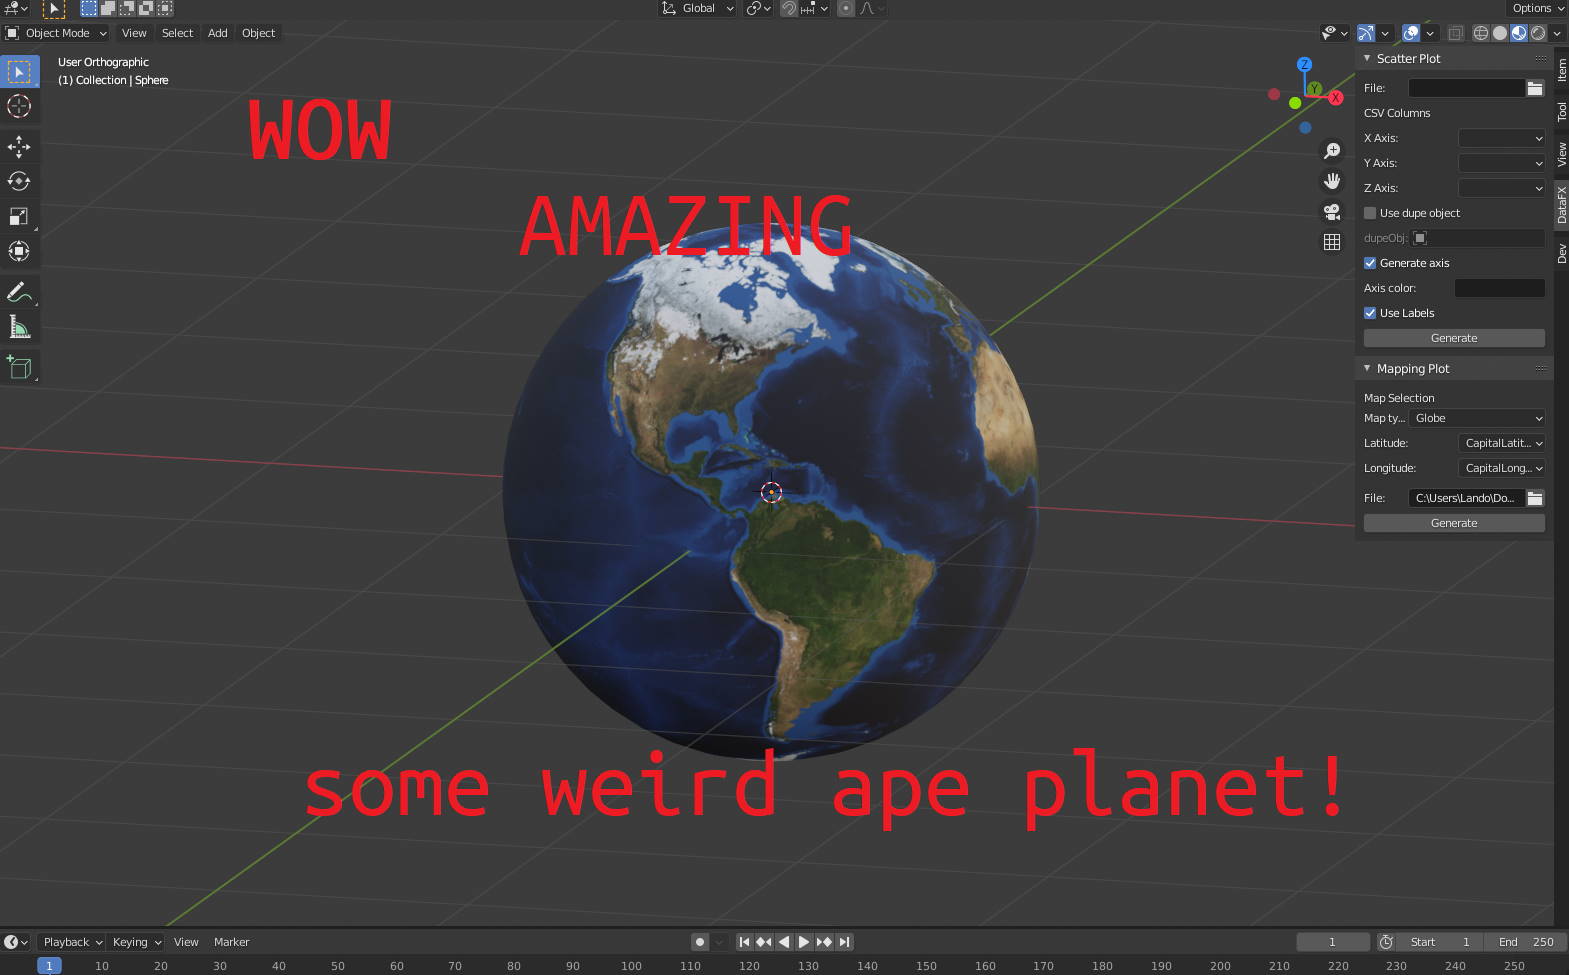 Global
Options
Object Mode View Select Add Object
User Orthographic
(1) Collection | Sphere
WOW
AMAZING
some weird ape planet!
Z
Y
X
Scatter Plot
File:
CSV Columns
X Axis:
Y Axis:
Z Axis:
Use dupe object
dupeObj:
Generate axis
Axis color:
Use Labels
Generate
Mapping Plot
Map Selection
Map ty... Globe
Latitude: CapitalLatit...
Longitude: CapitalLong...
File: C:\Users\Lando\Do...
Generate
Item
Tool
View
DataFX
Dev
Playback Keying View Marker
1 Start 1 End 250
1 10 20 30 40 50 60 70 80 90 100 110 120 130 140 150 160 170 180 190 200 210 220 230 240 250